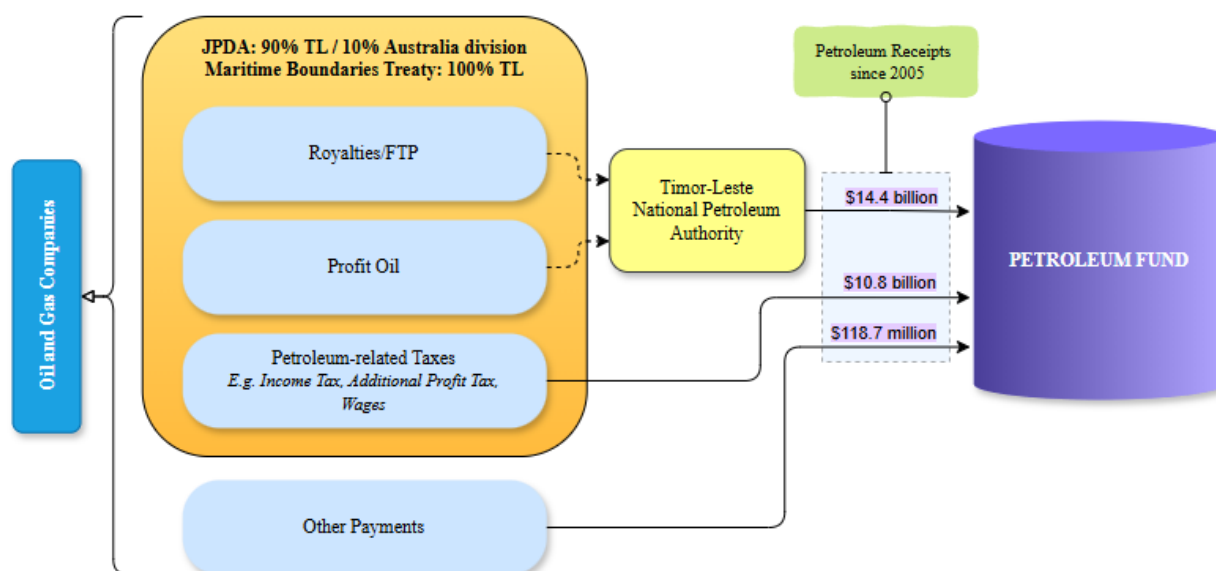 JPDA: 90% TL / 10% Australia division
Maritime Boundaries Treaty: 100% TL
Petroleum Receipts
since 2005
Oil and Gas Companies
Royalties/FTP
Timor-Leste
National Petroleum
Authority
$14.4 billion
PETROLEUM FUND
Profit Oil
$10.8 billion
$118.7 million
Petroleum-related Taxes
E.g. Income Tax, Additional Profit Tax,
Wages
Other Payments